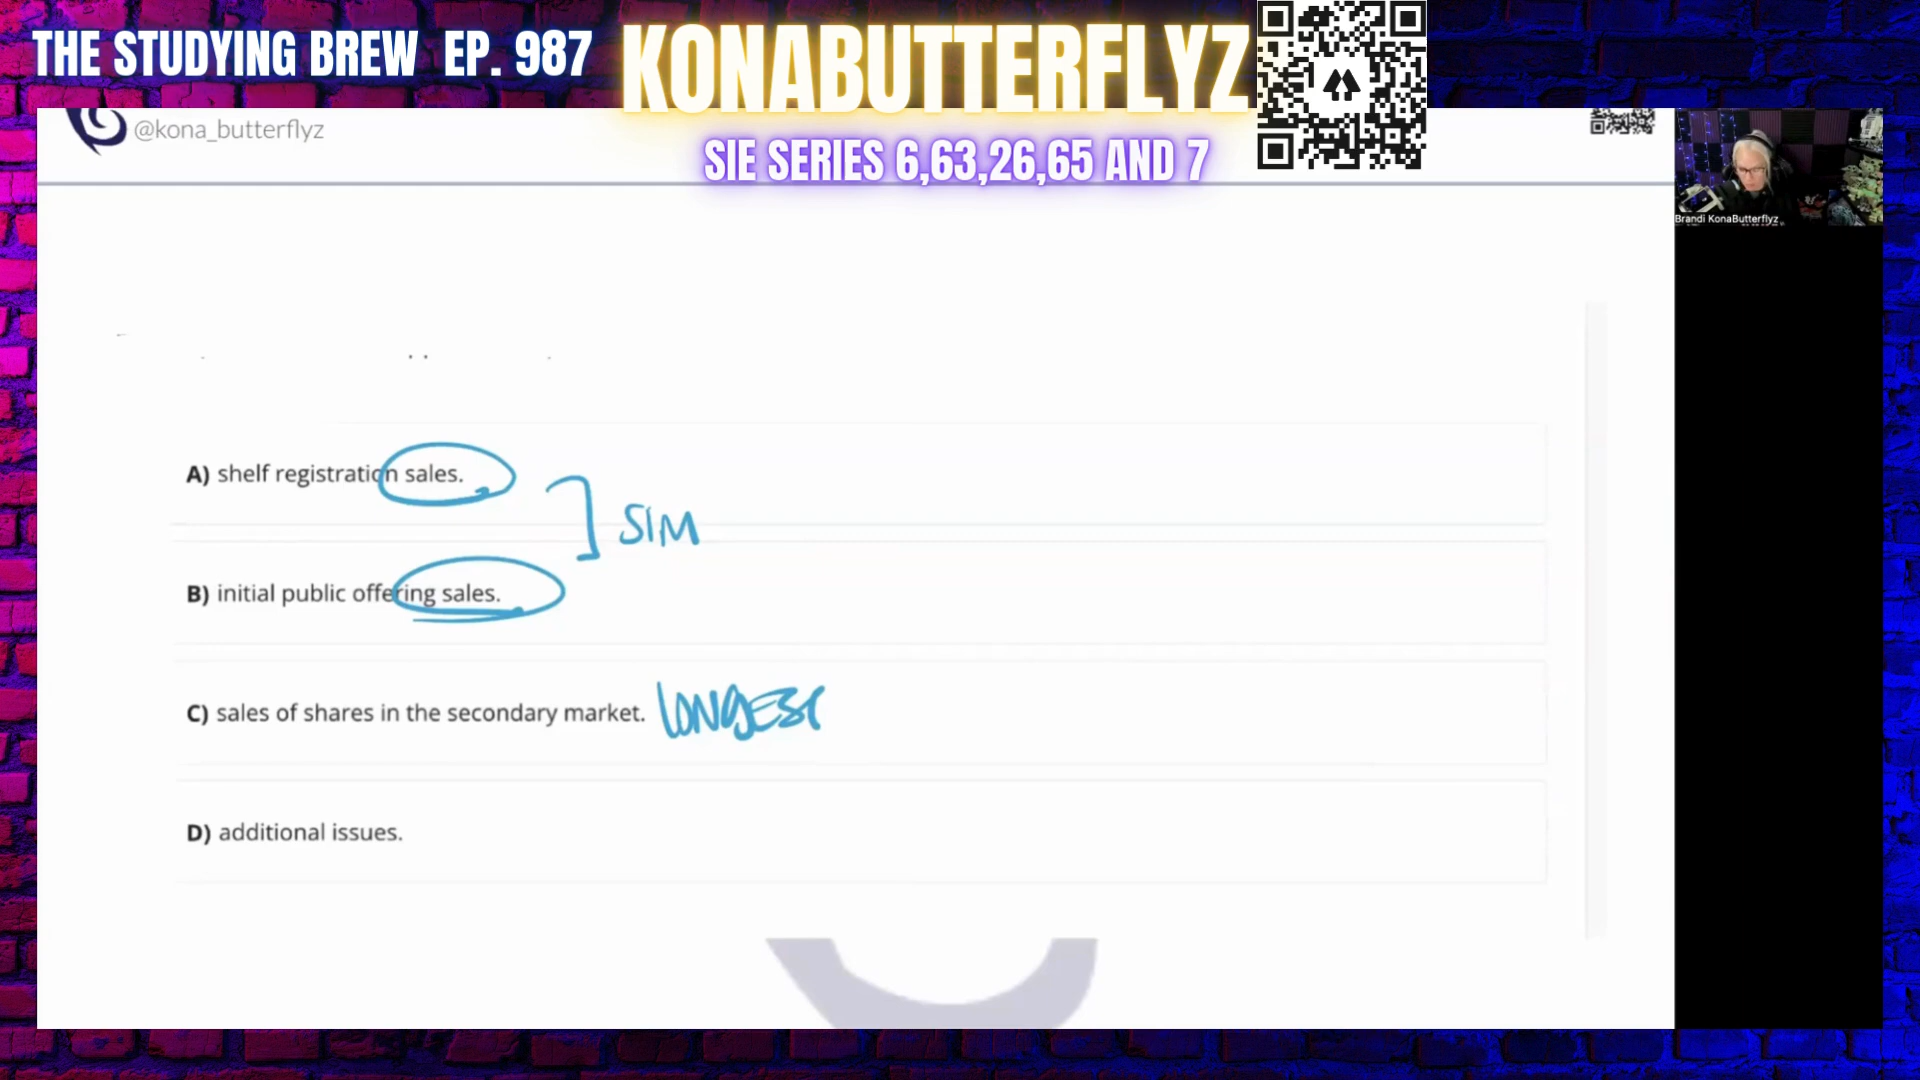 THE STUDYING BREW EP. 987
KONABUTTERFLYZ
SIE SERIES 6,63,26,65 AND 7
@kona_butterflyz
Brandi KonaButterflyz
A) shelf registration sales.
SIM
B) initial public offering sales.
C) sales of shares in the secondary market. LONGEST
D) additional issues.